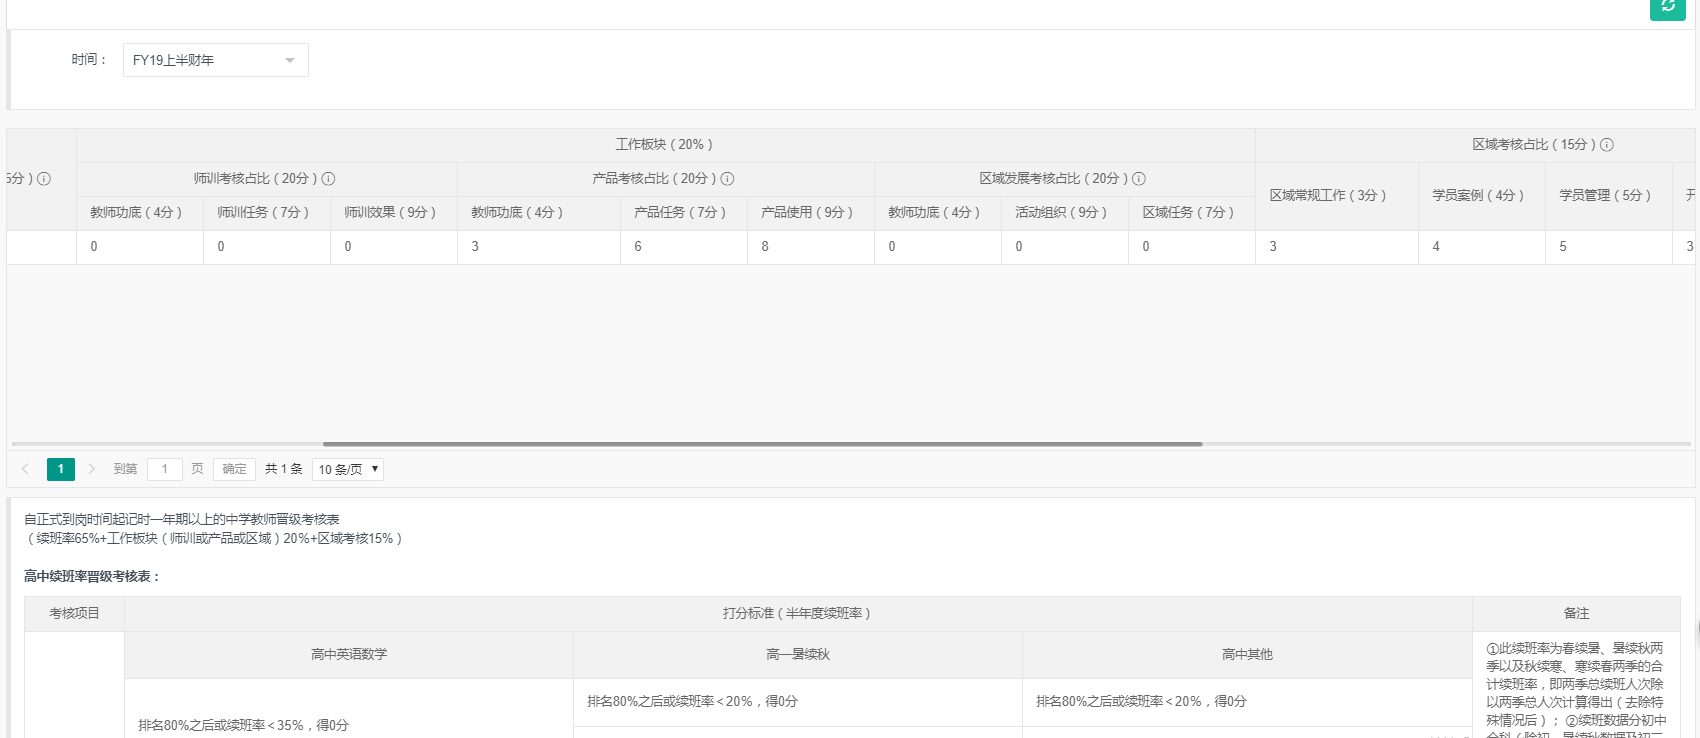 时间： FY19上半财年
工作板块（20%） 区域考核占比（15分）
5分） 师训考核占比（20分） 产品考核占比（20分） 区域发展考核占比（20分）
区域常规工作（3分） 学员案例（4分） 学员管理（5分）
教师功底（4分） 师训任务（7分） 师训效果（9分） 教师功底（4分） 产品任务（7分） 产品使用（9分） 教师功底（4分） 活动组织（9分） 区域任务（7分）
0 0 0 3 6 8 0 0 0 3 4 5 3
1 到第 1 页 确定 共 1 条 10 条/页
自正式到岗时间起记时一年期以上的中学教师晋级考核表
（续班率65%+工作板块（师训或产品或区域）20%+区域考核15%）
高中续班率晋级考核表：
考核项目 打分标准（半年度续班率） 备注
高中英语数学 高一暑续秋 高中其他
①此续班率为春续暑、暑续秋两
季以及秋续寒、寒续春两季的合
计续班率，即两季总续班人次除
以两季总人次计算得出（去除特
殊情况后）； ②续班数据分初中
排名80%之后或续班率＜20%，得0分 排名80%之后或续班率＜20%，得0分
排名80%之后或续班率＜35%，得0分